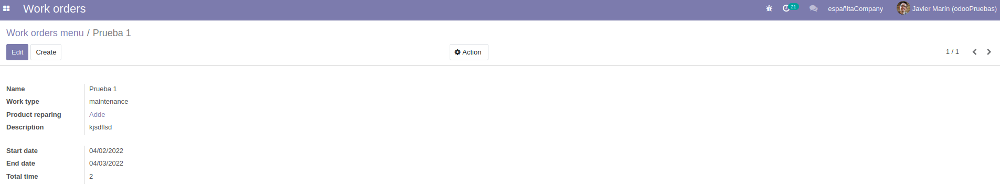 Work orders
21
españitaCompany
Javier Marín (odooPruebas)
Work orders menu / Prueba 1
Edit
Create
Action
1 / 1
Name Prueba 1
Work type maintenance
Product reparing Adde
Description kjsdflsd
Start date 04/02/2022
End date 04/03/2022
Total time 2